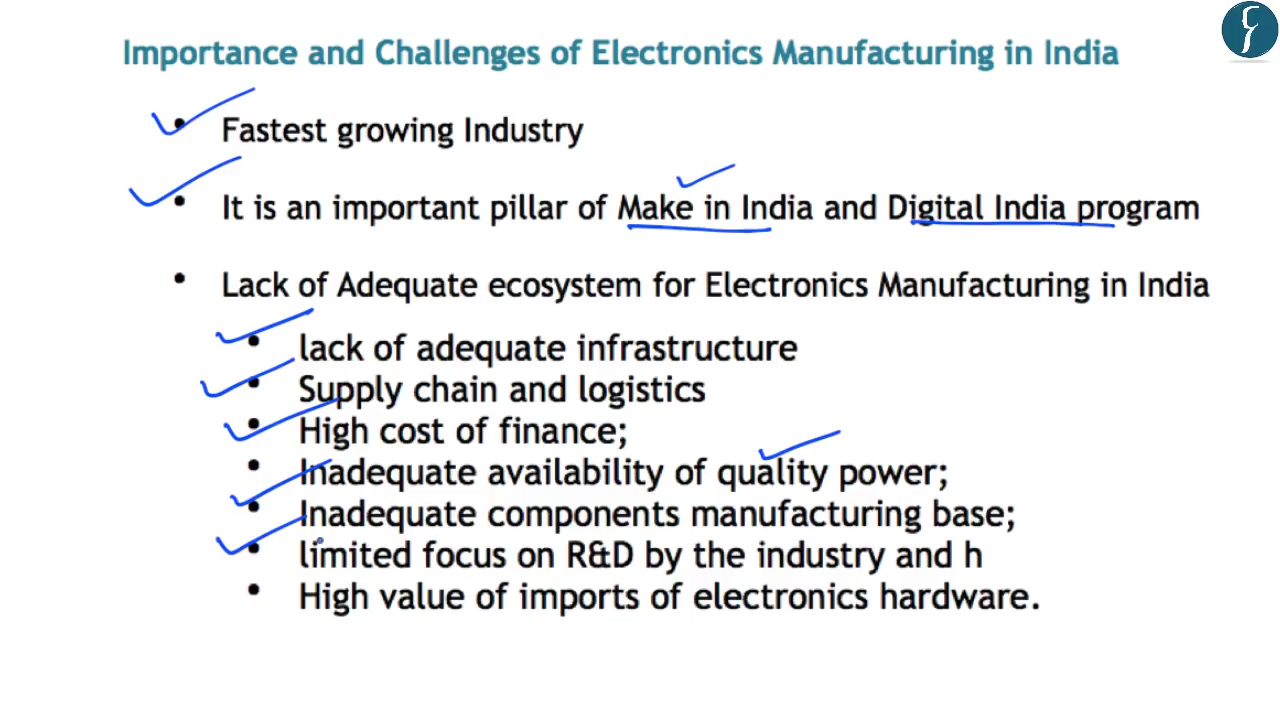 Importance and Challenges of Electronics Manufacturing in India
• Fastest growing Industry
• It is an important pillar of Make in India and Digital India program
• Lack of Adequate ecosystem for Electronics Manufacturing in India
• lack of adequate infrastructure
• Supply chain and logistics
• High cost of finance;
• Inadequate availability of quality power;
• Inadequate components manufacturing base;
• limited focus on R&D by the industry and h
• High value of imports of electronics hardware.